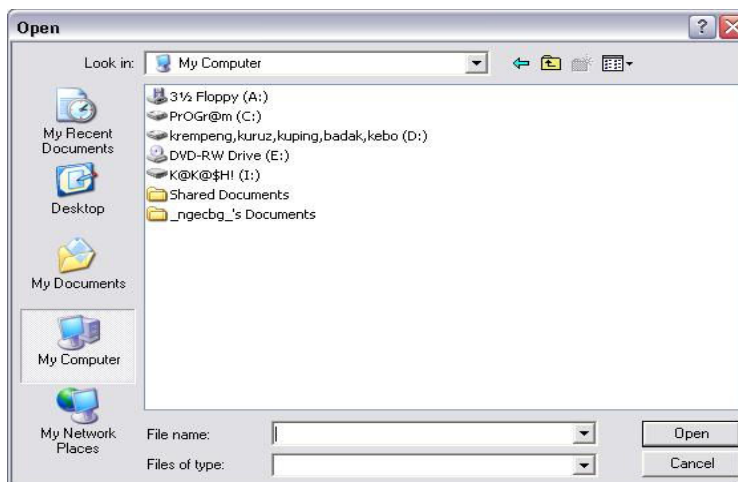 Open
Look in: My Computer
3½ Floppy (A:)
PrOGr@m (C:)
krempeng,kuruz,kuping,badak,kebo (D:)
DVD-RW Drive (E:)
K@K@$H! (I:)
Shared Documents
_ngecbg_'s Documents
My Recent
Documents
Desktop
My Documents
My Computer
My Network
Places
File name:
Open
Files of type:
Cancel